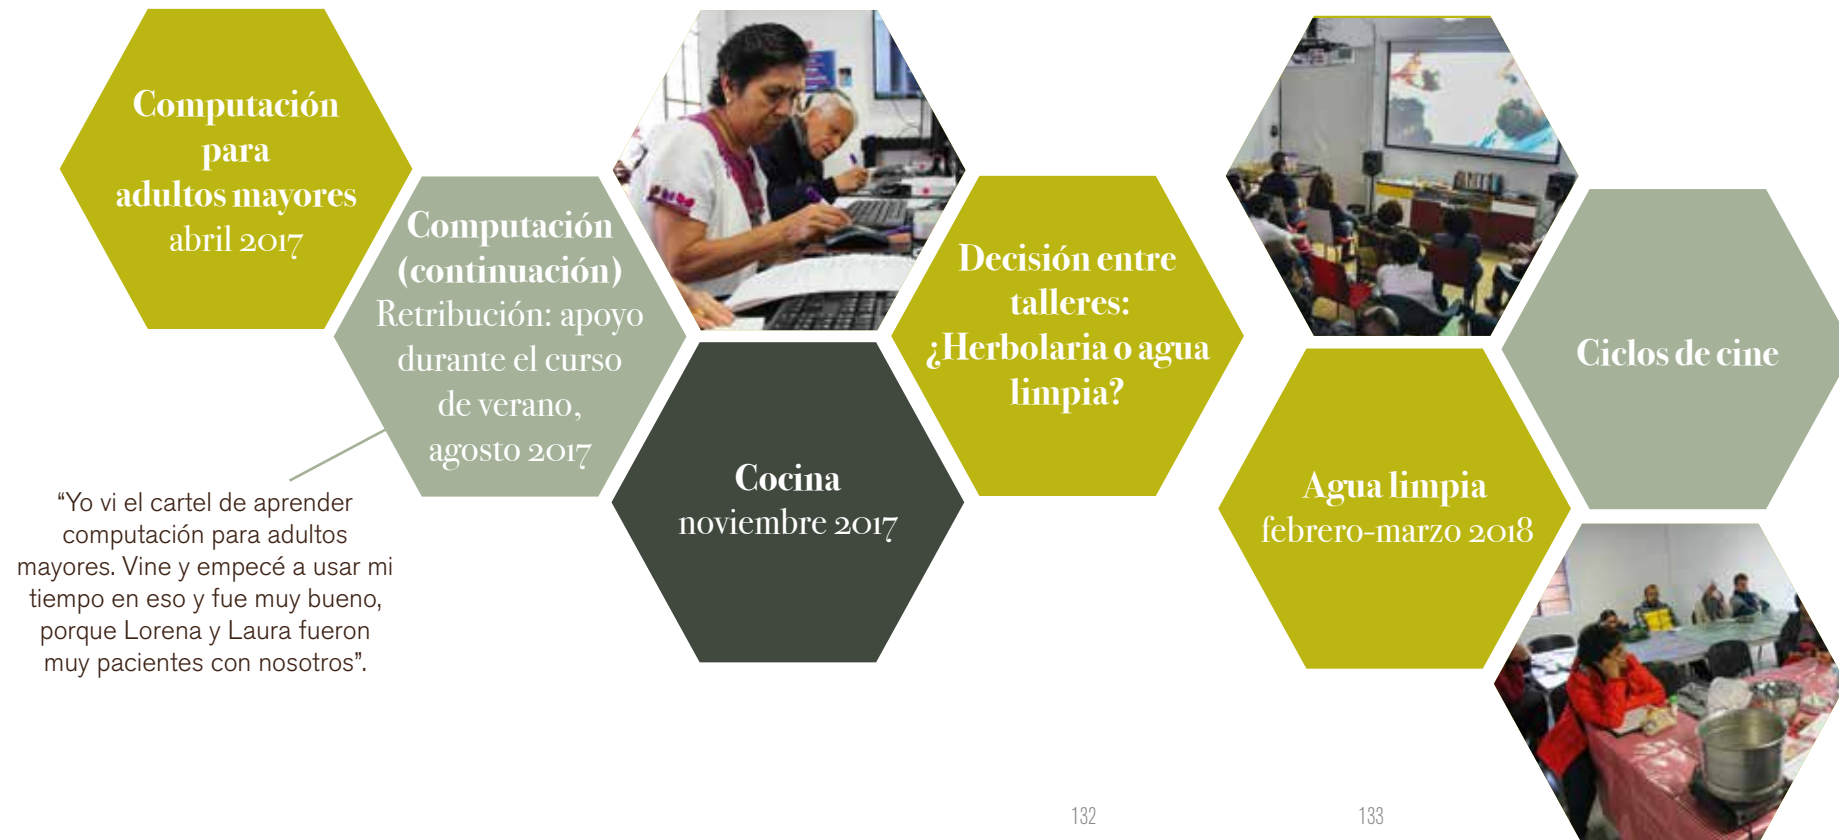 Computación
para
adultos mayores
abril 2017
Computación
(continuación)
Retribución: apoyo
durante el curso
de verano,
agosto 2017
“Yo vi el cartel de aprender
computación para adultos
mayores. Vine y empecé a usar mi
tiempo en eso y fue muy bueno,
porque Lorena y Laura fueron
muy pacientes con nosotros”.
Cocina
noviembre 2017
Decisión entre
talleres:
¿Herbolaria o agua
limpia?
Agua limpia
febrero-marzo 2018
Ciclos de cine
132
133